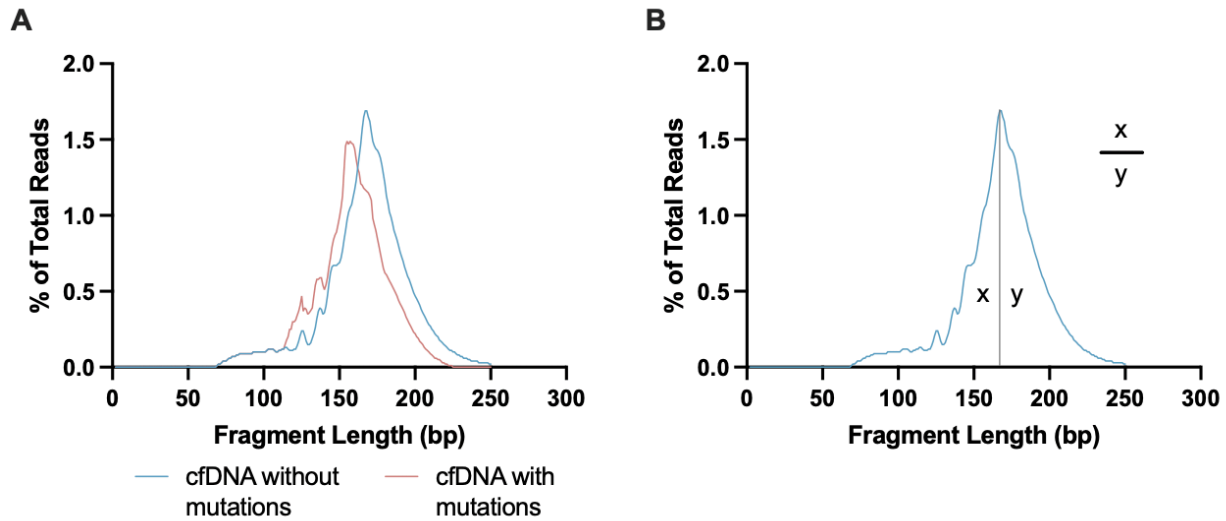 A
2.0
1.5
1.0
0.5
0.0
% of Total Reads
0 50 100 150 200 250 300
Fragment Length (bp)
cfDNA without
mutations
cfDNA with
mutations
B
2.0
1.5
1.0
0.5
0.0
% of Total Reads
x
y
x y
0 50 100 150 200 250 300
Fragment Length (bp)